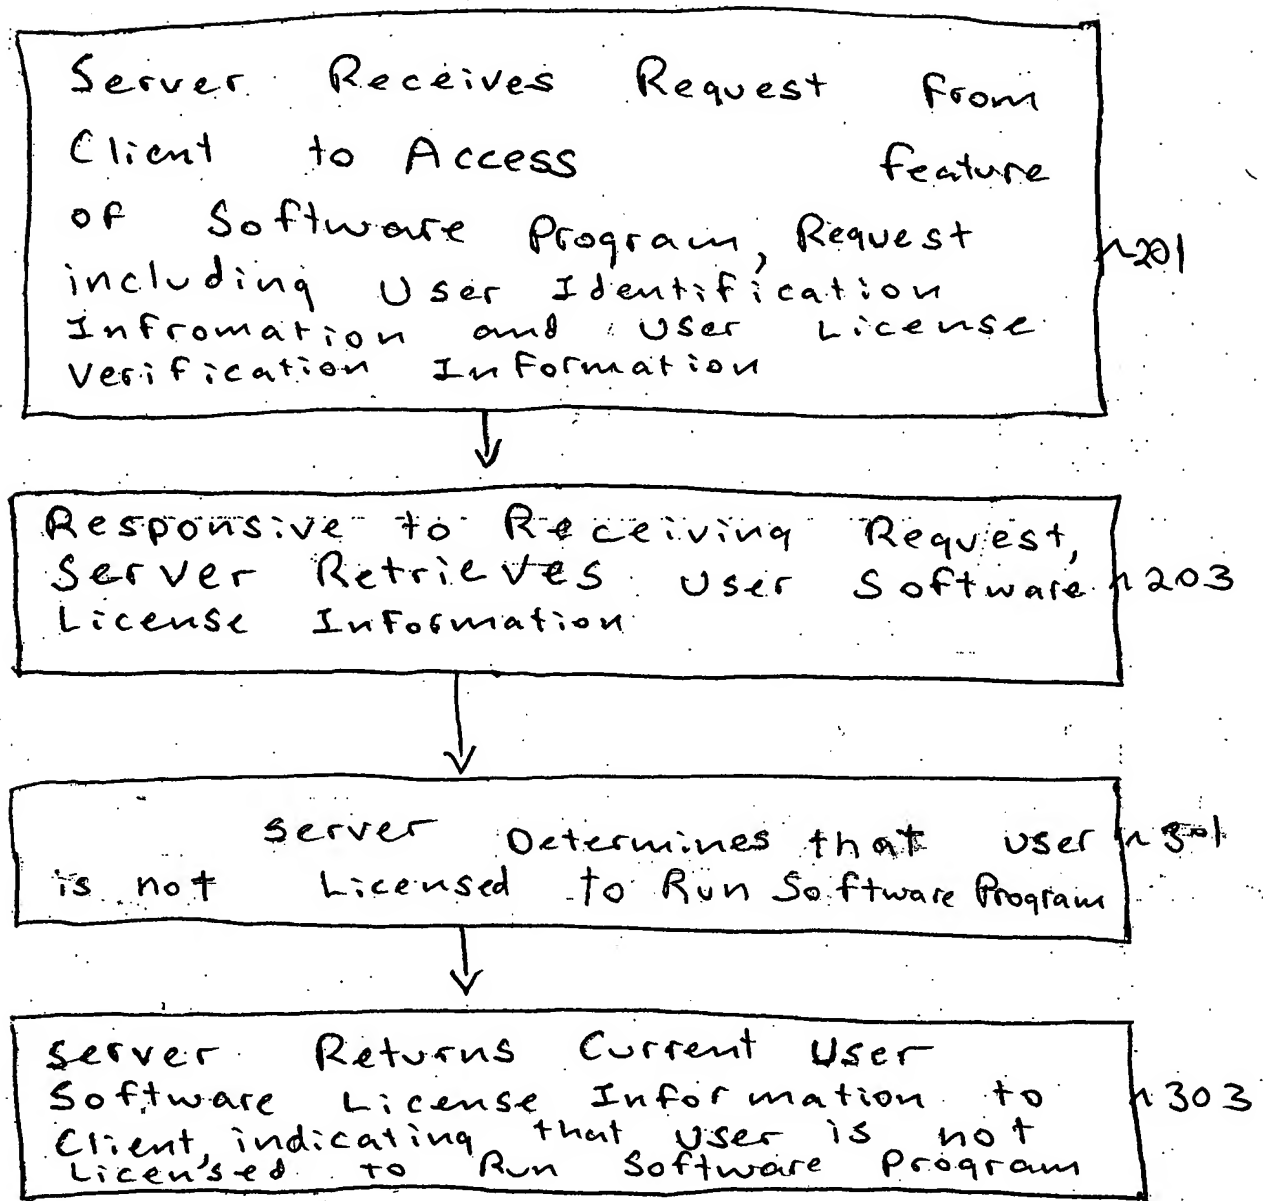 Server Receives Request From
Client to Access feature
of Software Program, Request
including User Identification
Infromation and User License
Verification Information
~201
Responsive to Receiving Request,
Server Retrieves User Software
License Information
~203
Server Determines that user
is not Licensed to Run Software Program
~301
Server Returns Current User
Software License Information to
Client, indicating that user is not
Licensed to Run Software Program
~303